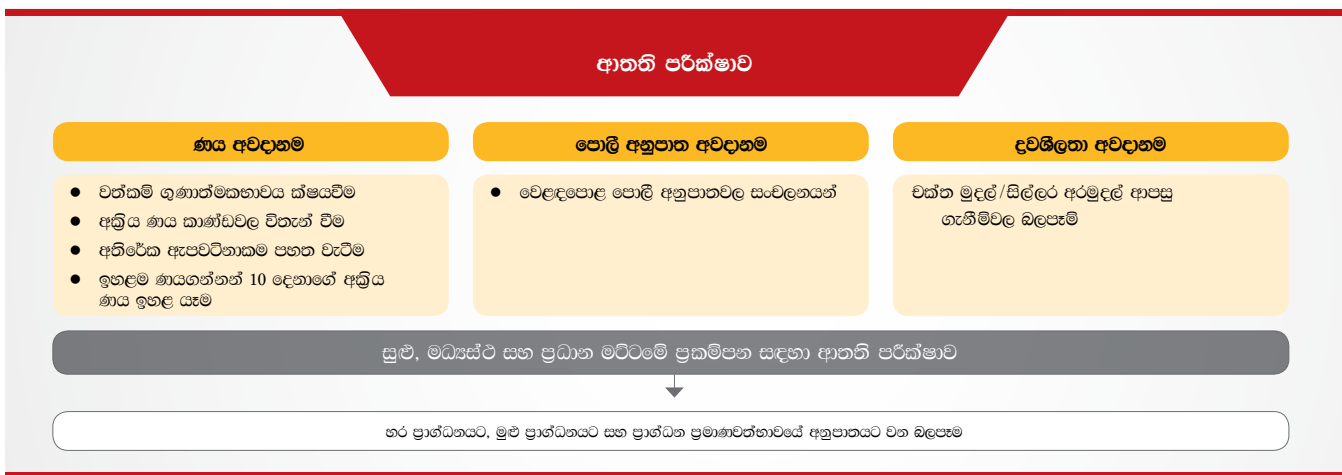 ආතති පරීක්ෂාව
ණය අවදානම
● වත්කම් ගුණාත්මකභාවය ක්ෂයවීම
● අක්‍රිය ණය කාණ්ඩවල විතැන් වීම
● අතිරේක ඇපවටිනාකම පහත වැටීම
● ඉහළම ණයගන්නන් 10 දෙනාගේ අක්‍රිය
ණය ඉහළ යෑම
පොලී අනුපාත අවදානම
● වෙළඳපොළ පොලී අනුපාතවල සංචලනයන්
ද්‍රවශීලතා අවදානම
චක්ත මුදල්/සිල්ලර අරමුදල් ආපසු
ගැනීම්වල බලපෑම්
සුළු, මධ්‍යස්ථ සහ ප්‍රධාන මට්ටමේ ප්‍රකම්පන සඳහා ආතති පරීක්ෂාව
හර ප්‍රාග්ධනයට, මුළු ප්‍රාග්ධනයට සහ ප්‍රාග්ධන ප්‍රමාණවත්භාවයේ අනුපාතයට වන බලපෑම